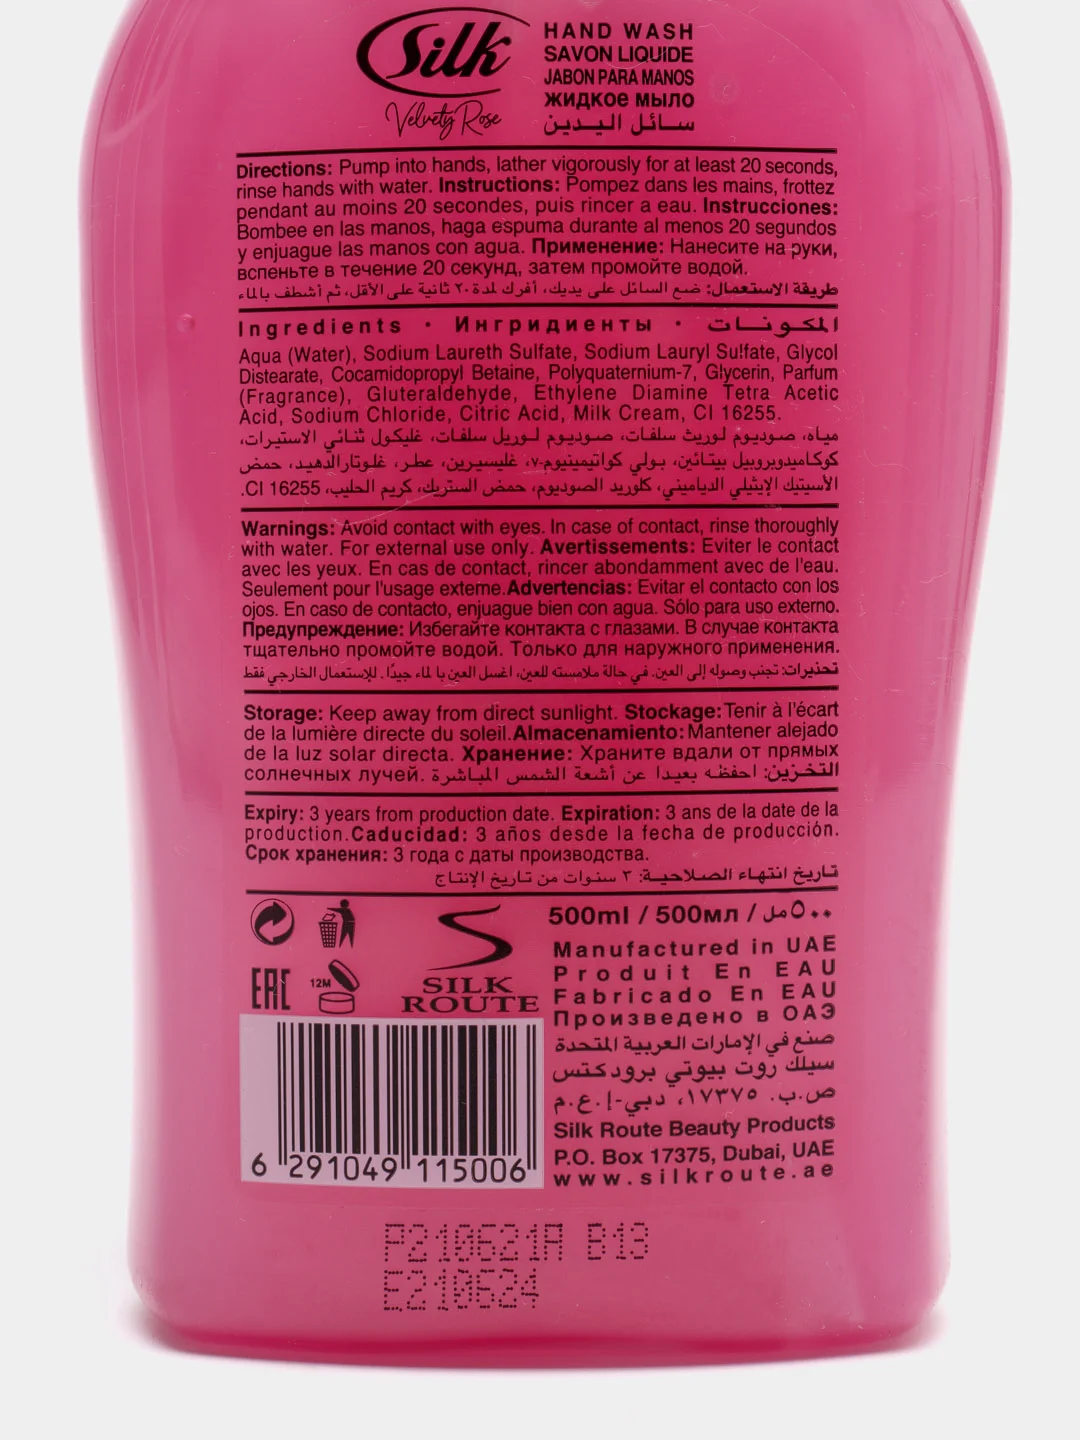 Silk
Velvety Rose
HAND WASH
SAVON LIQUIDE
JABON PARA MANOS
ЖИДКОЕ МЫЛО
سائل اليدين
Directions: Pump into hands, lather vigorously for at least 20 seconds,
rinse hands with water. Instructions: Pompez dans les mains, frottez
pendant au moins 20 secondes, puis rincer a eau. Instrucciones:
Bombee en las manos, haga espuma durante al menos 20 segundos
y enjuague las manos con agua. Применение: Нанесите на руки,
вспеньте в течение 20 секунд, затем промойте водой.
طريقة الاستعمال: ضع السائل على يديك، أفرك لمدة ٢٠ ثانية على الأقل، ثم أشطف بالماء
Ingredients · Ингридиенты · المكونات
Aqua (Water), Sodium Laureth Sulfate, Sodium Lauryl Sulfate, Glycol
Distearate, Cocamidopropyl Betaine, Polyquaternium-7, Glycerin, Parfum
(Fragrance), Gluteraldehyde, Ethylene Diamine Tetra Acetic
Acid, Sodium Chloride, Citric Acid, Milk Cream, CI 16255.
مياه، صوديوم لوريث سلفات، صوديوم لوريل سلفات، غليكول ثنائي الاستيرات،
كوكاميدوبروبيل بيتائين، بولي كواتيمينيوم-٧، غليسيرين، عطر، غلوتارالدهيد، حمض
الأسيتيك الإيثيلي الدياميني، كلوريد الصوديوم، حمض الستريك، كريم الحليب، CI 16255.
Warnings: Avoid contact with eyes. In case of contact, rinse thoroughly
with water. For external use only. Avertissements: Eviter le contact
avec les yeux. En cas de contact, rincer abondamment avec de l'eau.
Seulement pour l'usage externe.Advertencias: Evitar el contacto con los
ojos. En caso de contacto, enjuague bien con agua. Sólo para uso externo.
Предупреждение: Избегайте контакта с глазами. В случае контакта
тщательно промойте водой. Только для наружного применения.
تحذيرات: تجنب وصوله إلى العين. في حالة ملامسته للعين، اغسل العين بالماء جيدًا. للإستعمال الخارجي فقط
Storage: Keep away from direct sunlight. Stockage:Tenir à l'écart
de la lumière directe du soleil.Almacenamiento:Mantener alejado
de la luz solar directa. Хранение: Храните вдали от прямых
солнечных лучей. التخزين: احفظه بعيدا عن أشعة الشمس المباشرة
Expiry: 3 years from production date. Expiration: 3 ans de la date de la
production.Caducidad: 3 años desde la fecha de producción.
Срок хранения: 3 года с даты производства.
تاريخ انتهاء الصلاحية: ٣ سنوات من تاريخ الإنتاج
EAC
12M
SILK
ROUTE
500ml / 500мл / ٥٠٠مل
Manufactured in UAE
Produit En EAU
Fabricado En EAU
Произведено в ОАЭ
صنع في الإمارات العربية المتحدة
سيلك روت بيوتي برودكتس
ص.ب. ١٧٣٧٥، دبي-إ.ع.م
Silk Route Beauty Products
P.O. Box 17375, Dubai, UAE
www.silkroute.ae
6 291049 115006
P210621A B13
E210624